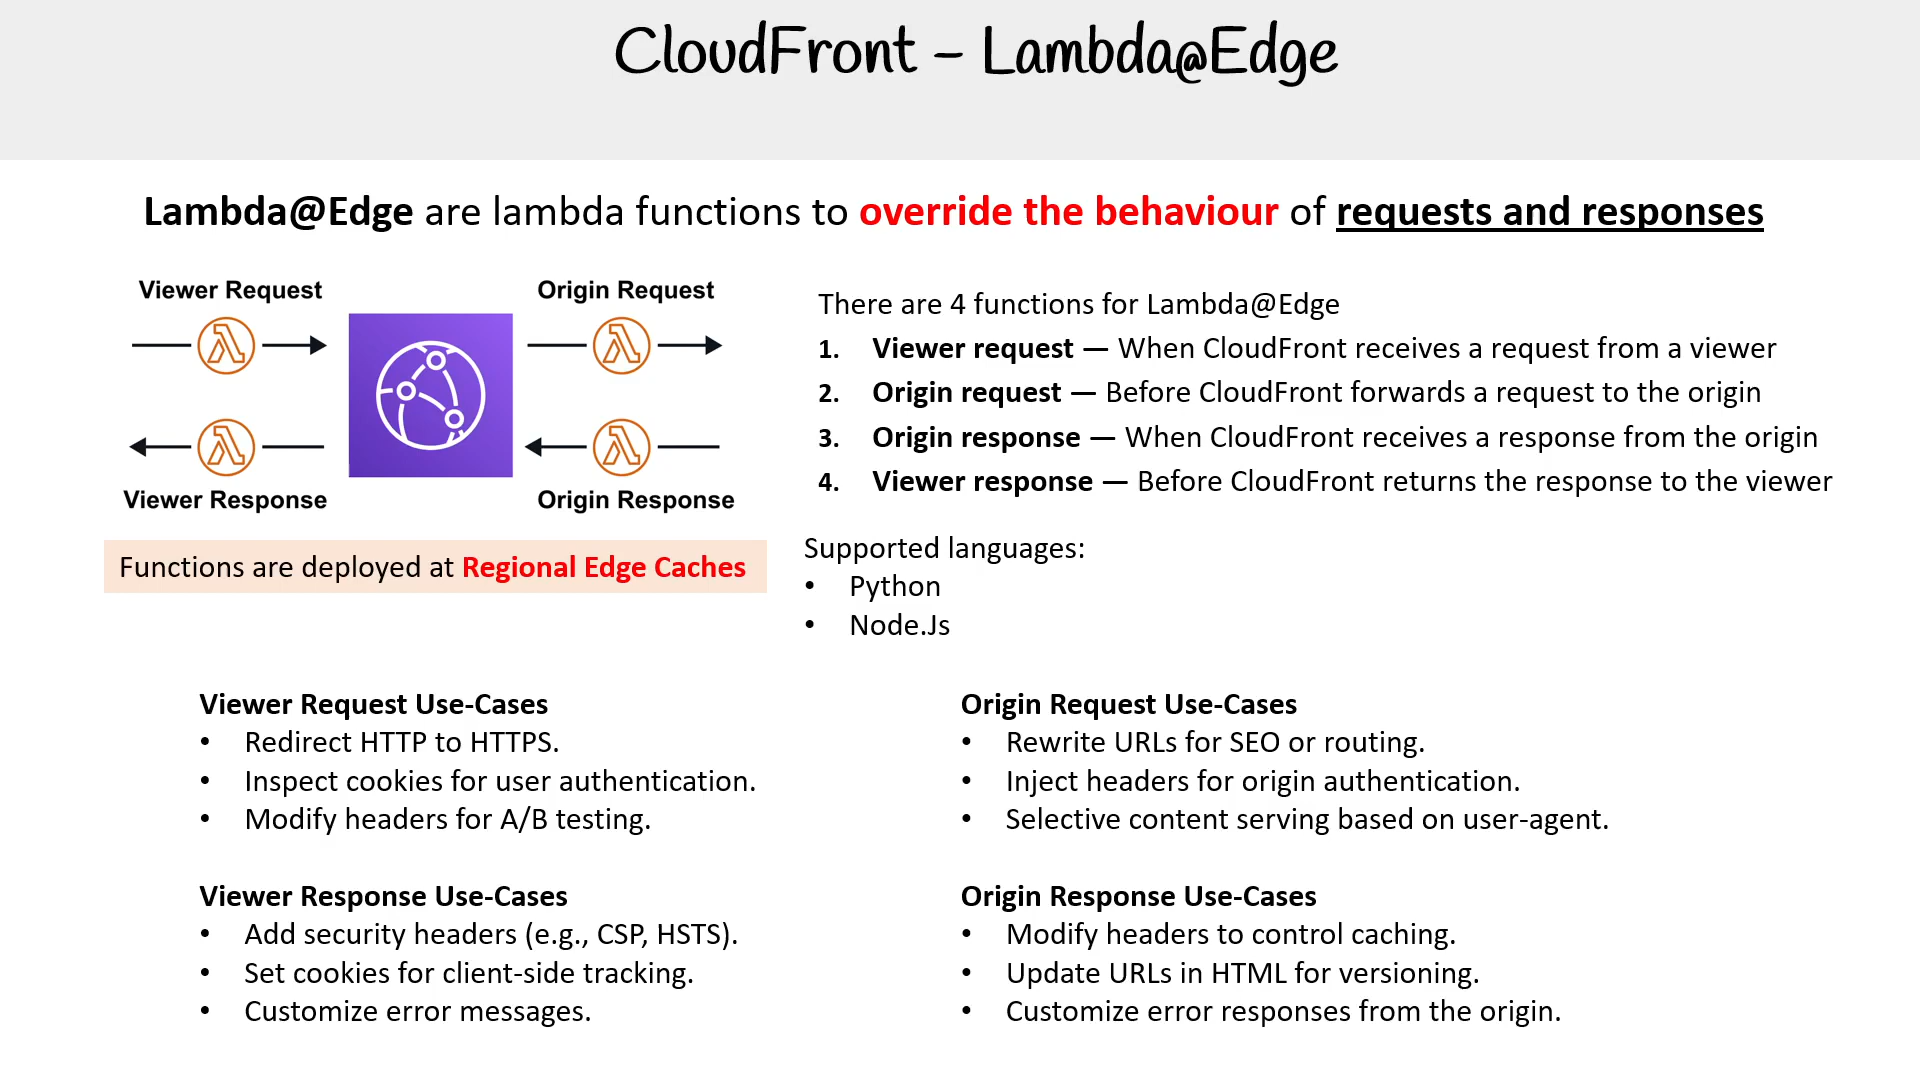 CloudFront – Lambda@Edge
Lambda@Edge are lambda functions to override the behaviour of requests and responses
Viewer Request
Origin Request
Viewer Response
Origin Response
Functions are deployed at Regional Edge Caches
There are 4 functions for Lambda@Edge
1. Viewer request — When CloudFront receives a request from a viewer
2. Origin request — Before CloudFront forwards a request to the origin
3. Origin response — When CloudFront receives a response from the origin
4. Viewer response — Before CloudFront returns the response to the viewer
Supported languages:
• Python
• Node.Js
Viewer Request Use-Cases
• Redirect HTTP to HTTPS.
• Inspect cookies for user authentication.
• Modify headers for A/B testing.
Origin Request Use-Cases
• Rewrite URLs for SEO or routing.
• Inject headers for origin authentication.
• Selective content serving based on user-agent.
Viewer Response Use-Cases
• Add security headers (e.g., CSP, HSTS).
• Set cookies for client-side tracking.
• Customize error messages.
Origin Response Use-Cases
• Modify headers to control caching.
• Update URLs in HTML for versioning.
• Customize error responses from the origin.